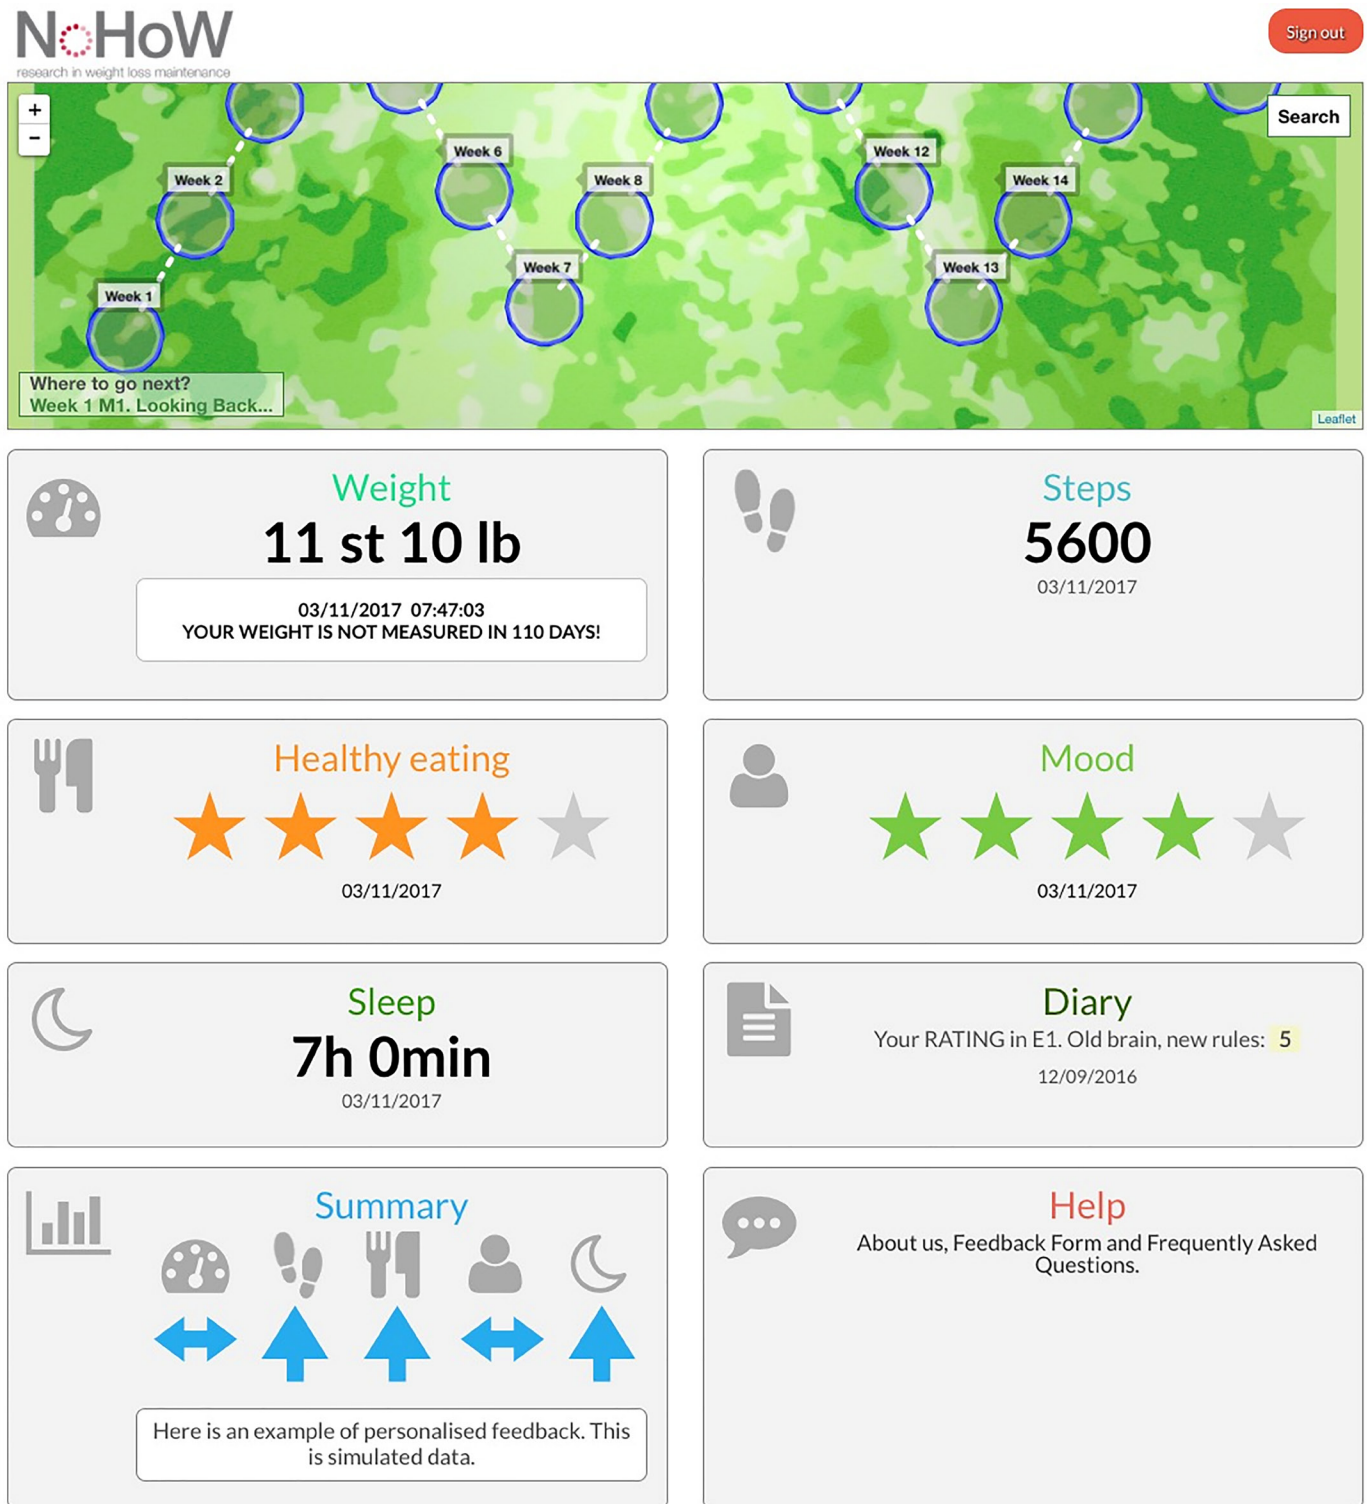 NoHoW
research in weight loss maintenance
Sign out
+
−
Search
Week 6
Week 12
Week 2
Week 8
Week 14
Week 7
Week 13
Week 1
Where to go next?
Week 1 M1. Looking Back...
Leaflet
Weight
11 st 10 lb
03/11/2017 07:47:03
YOUR WEIGHT IS NOT MEASURED IN 110 DAYS!
Steps
5600
03/11/2017
Healthy eating
03/11/2017
Mood
03/11/2017
Sleep
7h 0min
03/11/2017
Diary
Your RATING in E1. Old brain, new rules: 5
12/09/2016
Summary
Here is an example of personalised feedback. This
is simulated data.
Help
About us, Feedback Form and Frequently Asked
Questions.